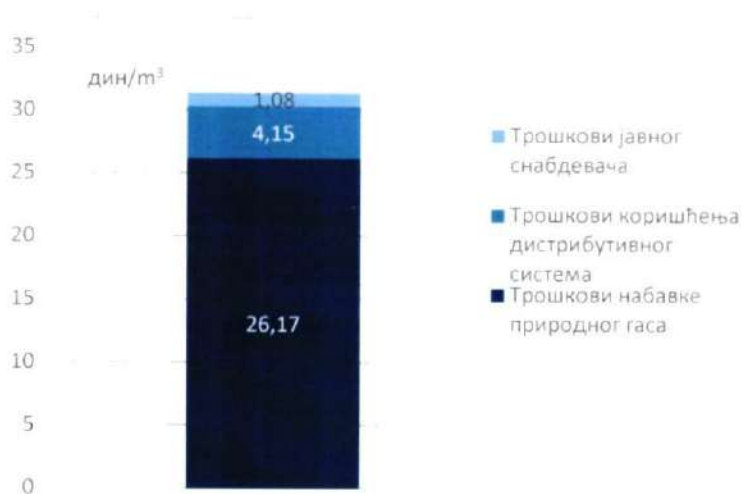 35
дин/m³
30
25
20
15
10
5
0
1,08
4,15
26,17
Трошкови јавног
снабдевача
Трошкови коришћења
дистрибутивног
система
Трошкови набавке
природног гаса